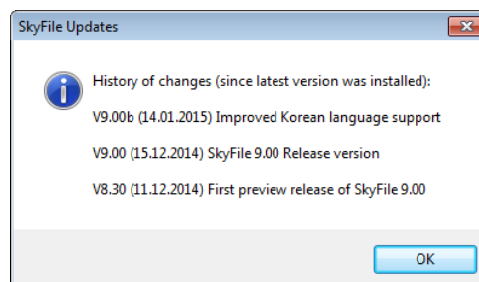 SkyFile Updates
History of changes (since latest version was installed):
V9.00b (14.01.2015) Improved Korean language support
V9.00 (15.12.2014) SkyFile 9.00 Release version
V8.30 (11.12.2014) First preview release of SkyFile 9.00
OK